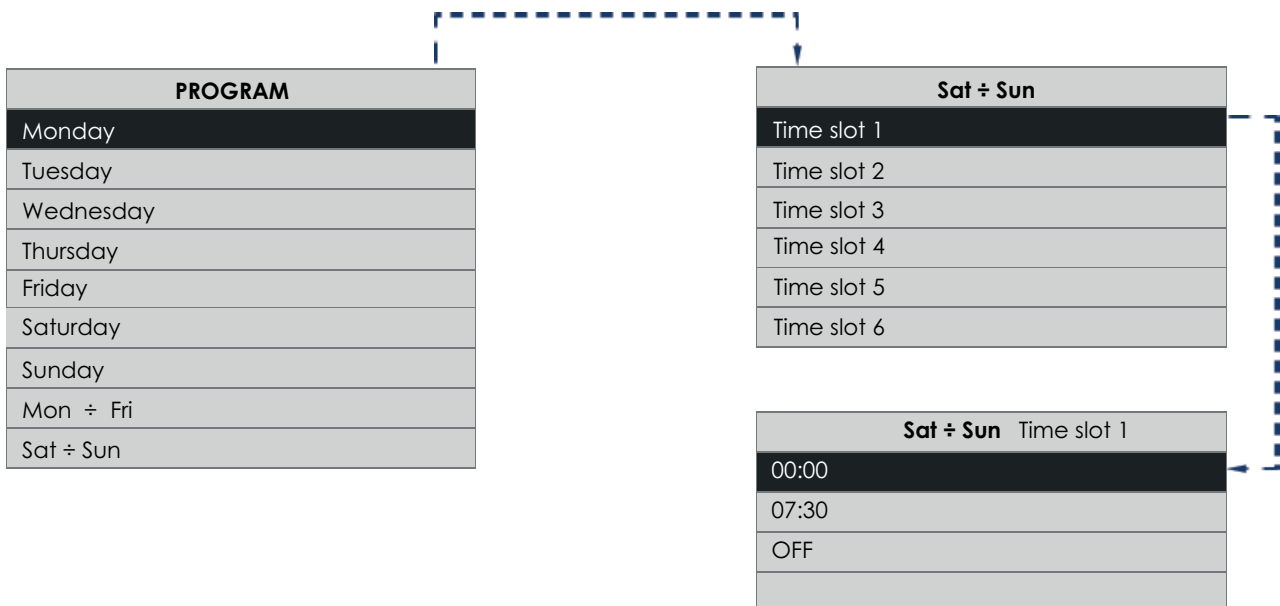 PROGRAM
Monday
Tuesday
Wednesday
Thursday
Friday
Saturday
Sunday
Mon ÷ Fri
Sat ÷ Sun
Sat ÷ Sun
Time slot 1
Time slot 2
Time slot 3
Time slot 4
Time slot 5
Time slot 6
Sat ÷ Sun Time slot 1
00:00
07:30
OFF